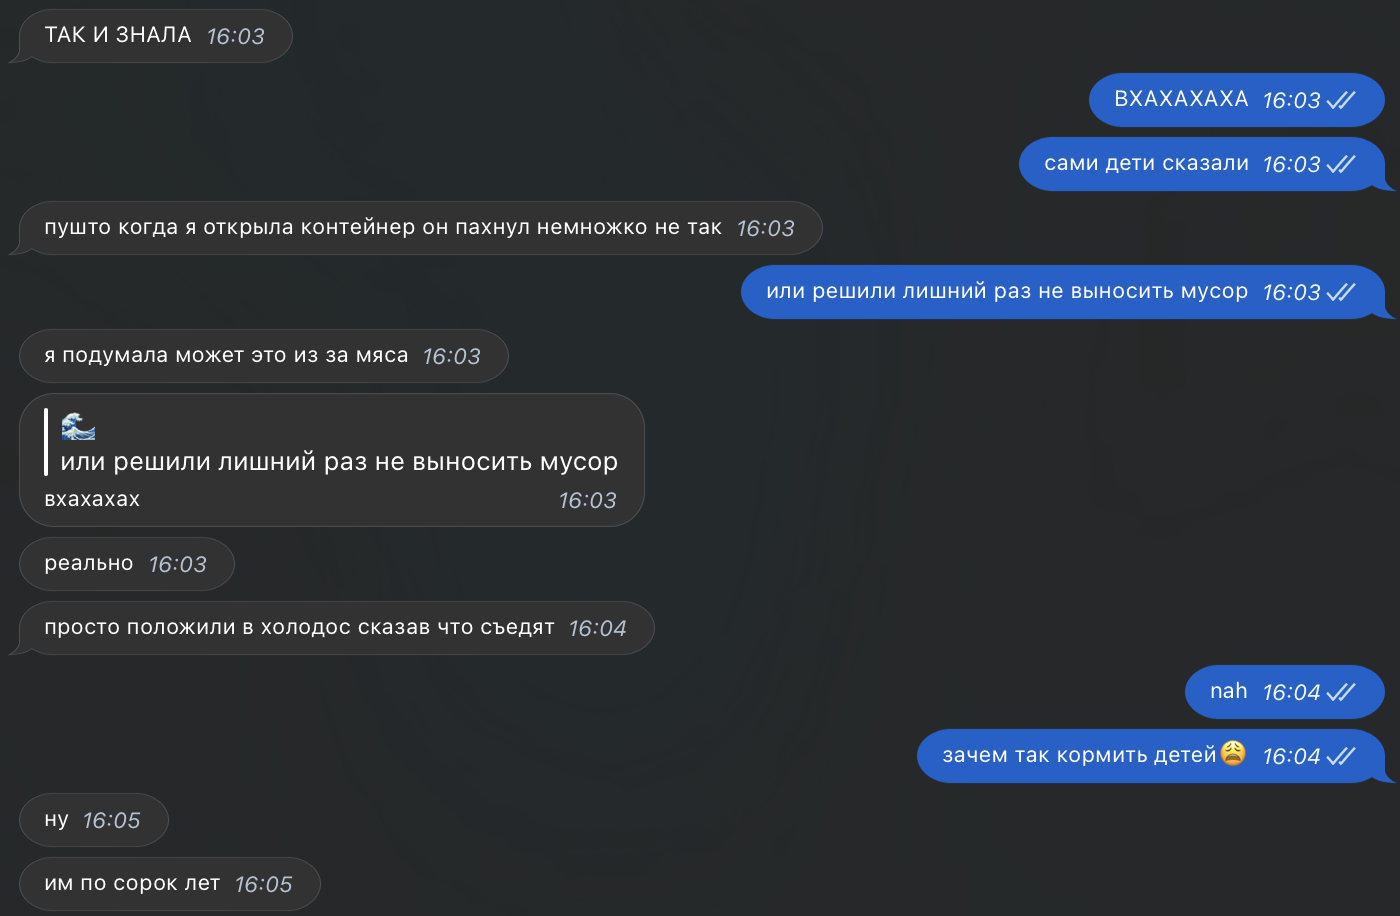 ТАК И ЗНАЛА 16:03
ВХАХАХАХА 16:03
сами дети сказали 16:03
пушто когда я открыла контейнер он пахнул немножко не так 16:03
или решили лишний раз не выносить мусор 16:03
я подумала может это из за мяса 16:03
🌊
или решили лишний раз не выносить мусор
вхахахах 16:03
реально 16:03
просто положили в холодос сказав что съедят 16:04
nah 16:04
зачем так кормить детей😩 16:04
ну 16:05
им по сорок лет 16:05